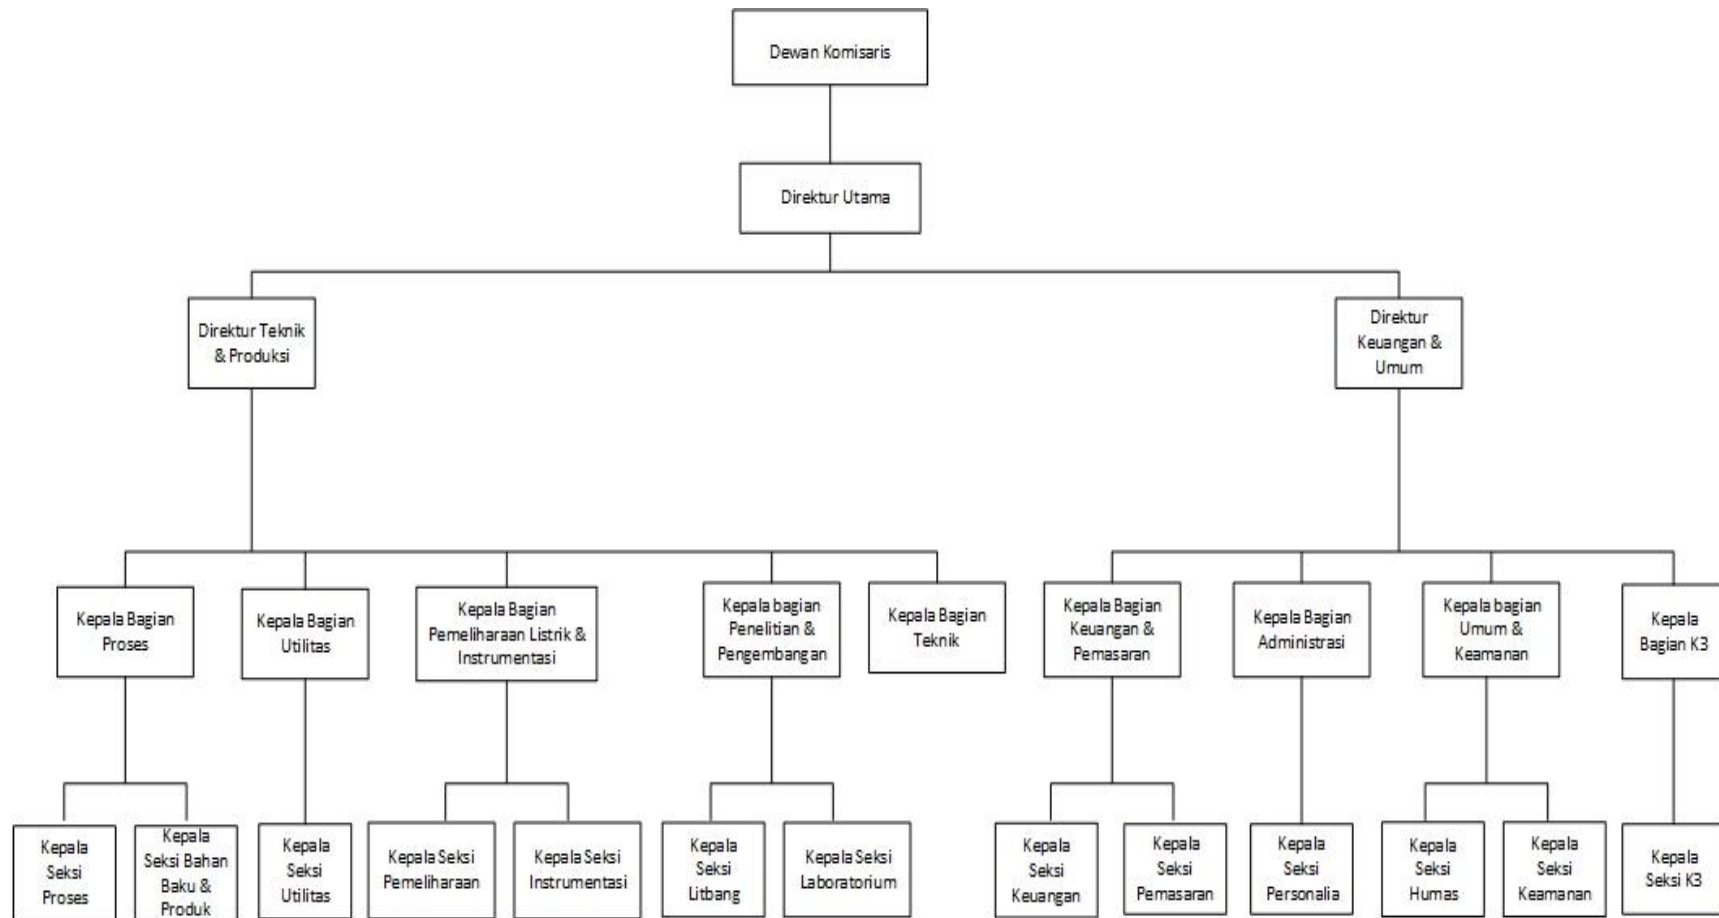 Dewan Komisaris
Direktur Utama
Direktur Teknik
& Produksi
Direktur
Keuangan &
Umum
Kepala Bagian
Proses
Kepala Bagian
Utilitas
Kepala Bagian
Pemeliharaan Listrik &
Instrumentasi
Kepala bagian
Penelitian &
Pengembangan
Kepala Bagian
Teknik
Kepala Bagian
Keuangan &
Pemasaran
Kepala Bagian
Administrasi
Kepala bagian
Umum &
Keamanan
Kepala
Bagian K3
Kepala
Seksi
Proses
Kepala
Seksi Bahan
Baku &
Produk
Kepala
Seksi
Utilitas
Kepala Seksi
Pemeliharaan
Kepala Seksi
Instrumentasi
Kepala
Seksi
Litbang
Kepala Seksi
Laboratorium
Kepala
Seksi
Keuangan
Kepala
Seksi
Pemasaran
Kepala
Seksi
Personalia
Kepala
Seksi
Humas
Kepala
Seksi
Keamanan
Kepala
Seksi K3